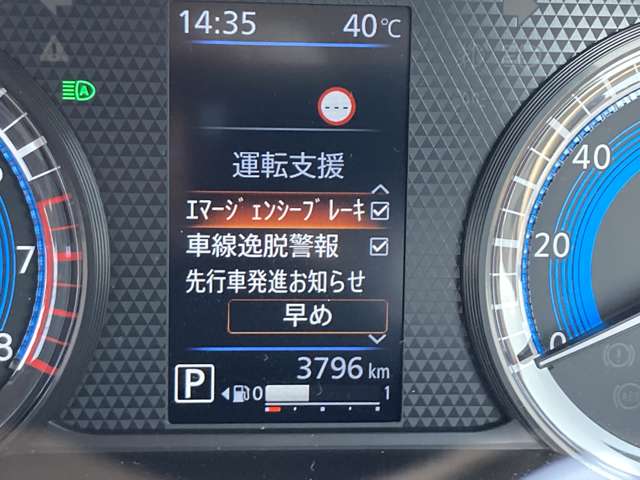 14:35 40℃
---
運転支援
ｴﾏｰｼﾞｪﾝｼｰﾌﾞﾚｰｷ
車線逸脱警報
先行車発進お知らせ
早め
3796 km
P 0 1
7
8
40
20
0
A